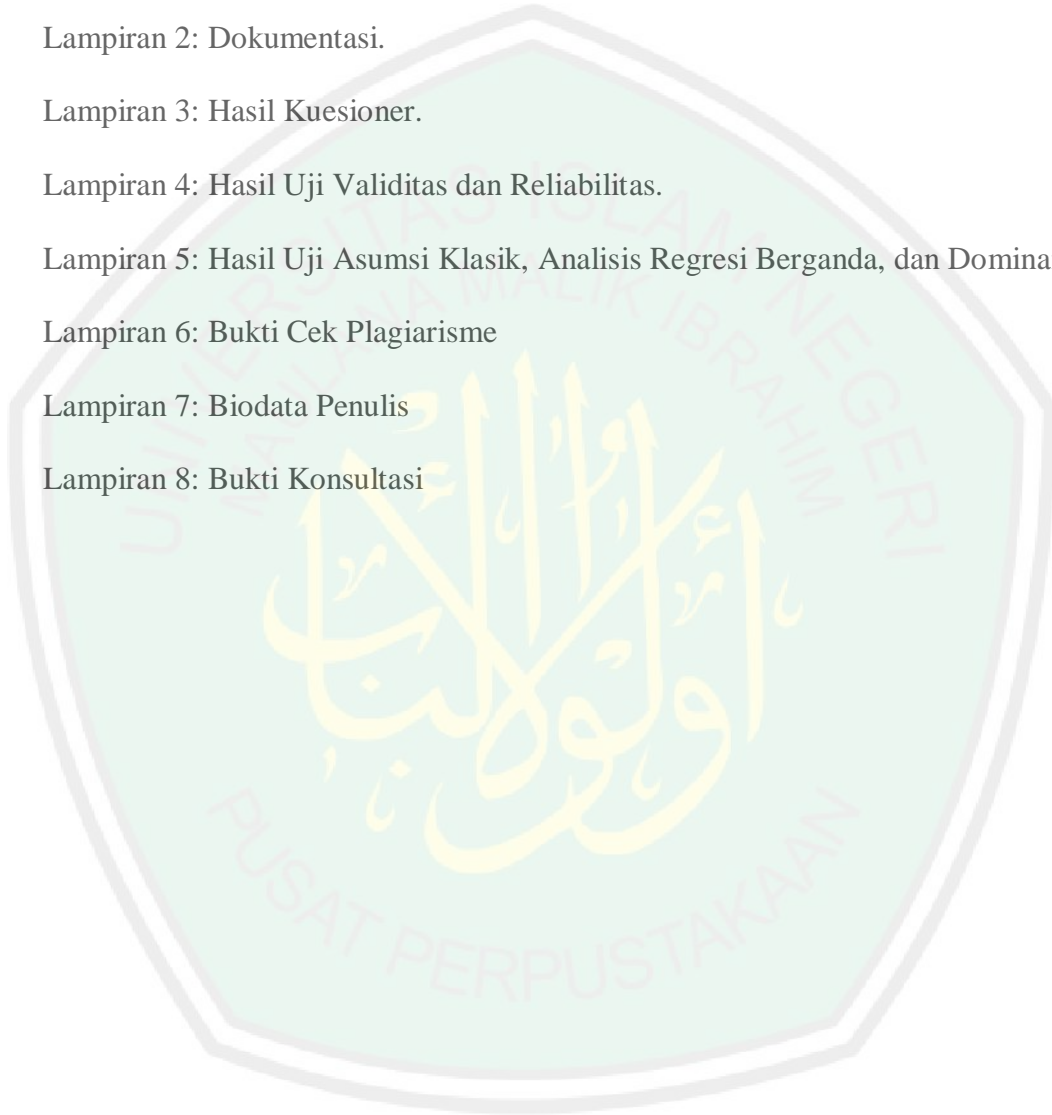 Lampiran 2: Dokumentasi.
Lampiran 3: Hasil Kuesioner.
Lampiran 4: Hasil Uji Validitas dan Reliabilitas.
Lampiran 5: Hasil Uji Asumsi Klasik, Analisis Regresi Berganda, dan Domina
Lampiran 6: Bukti Cek Plagiarisme
Lampiran 7: Biodata Penulis
Lampiran 8: Bukti Konsultasi
UNIVERSITAS ISLAM NEGERI
MAULANA MALIK IBRAHIM
أولوا الألباب
PUSAT PERPUSTAKAAN